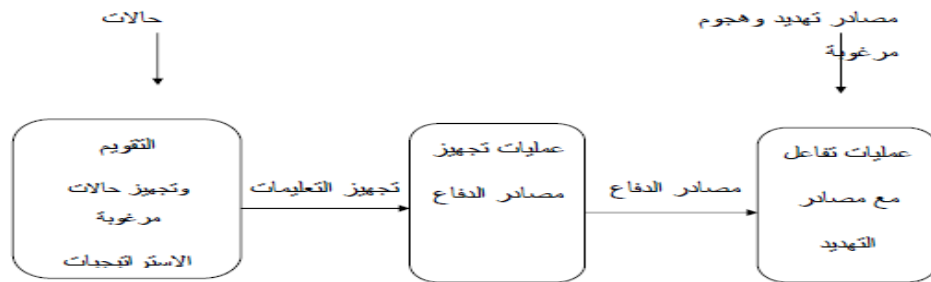 حالات
مصادر تهديد وهجوم
مرغوبة
التقويم
وتجهيز حالات
مرغوبة
الاستراتيجيات
تجهيز التعليمات
عمليات تجهيز
مصادر الدفاع
مصادر الدفاع
عمليات تفاعل
مع مصادر
التهديد